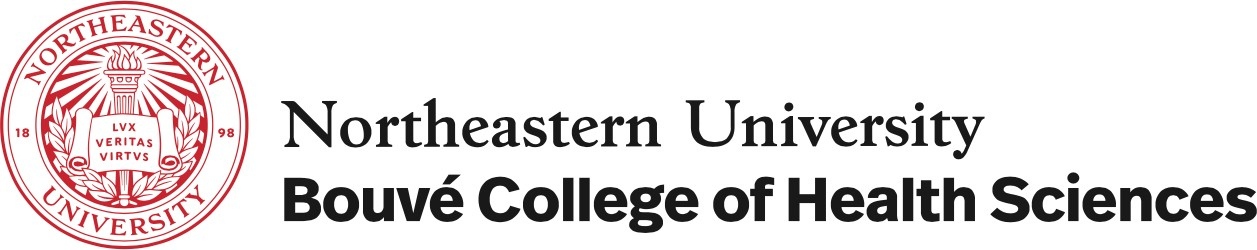 NORTHEASTERN
18 98
LVX
VERITAS
VIRTVS
UNIVERSITY
Northeastern University
Bouvé College of Health Sciences